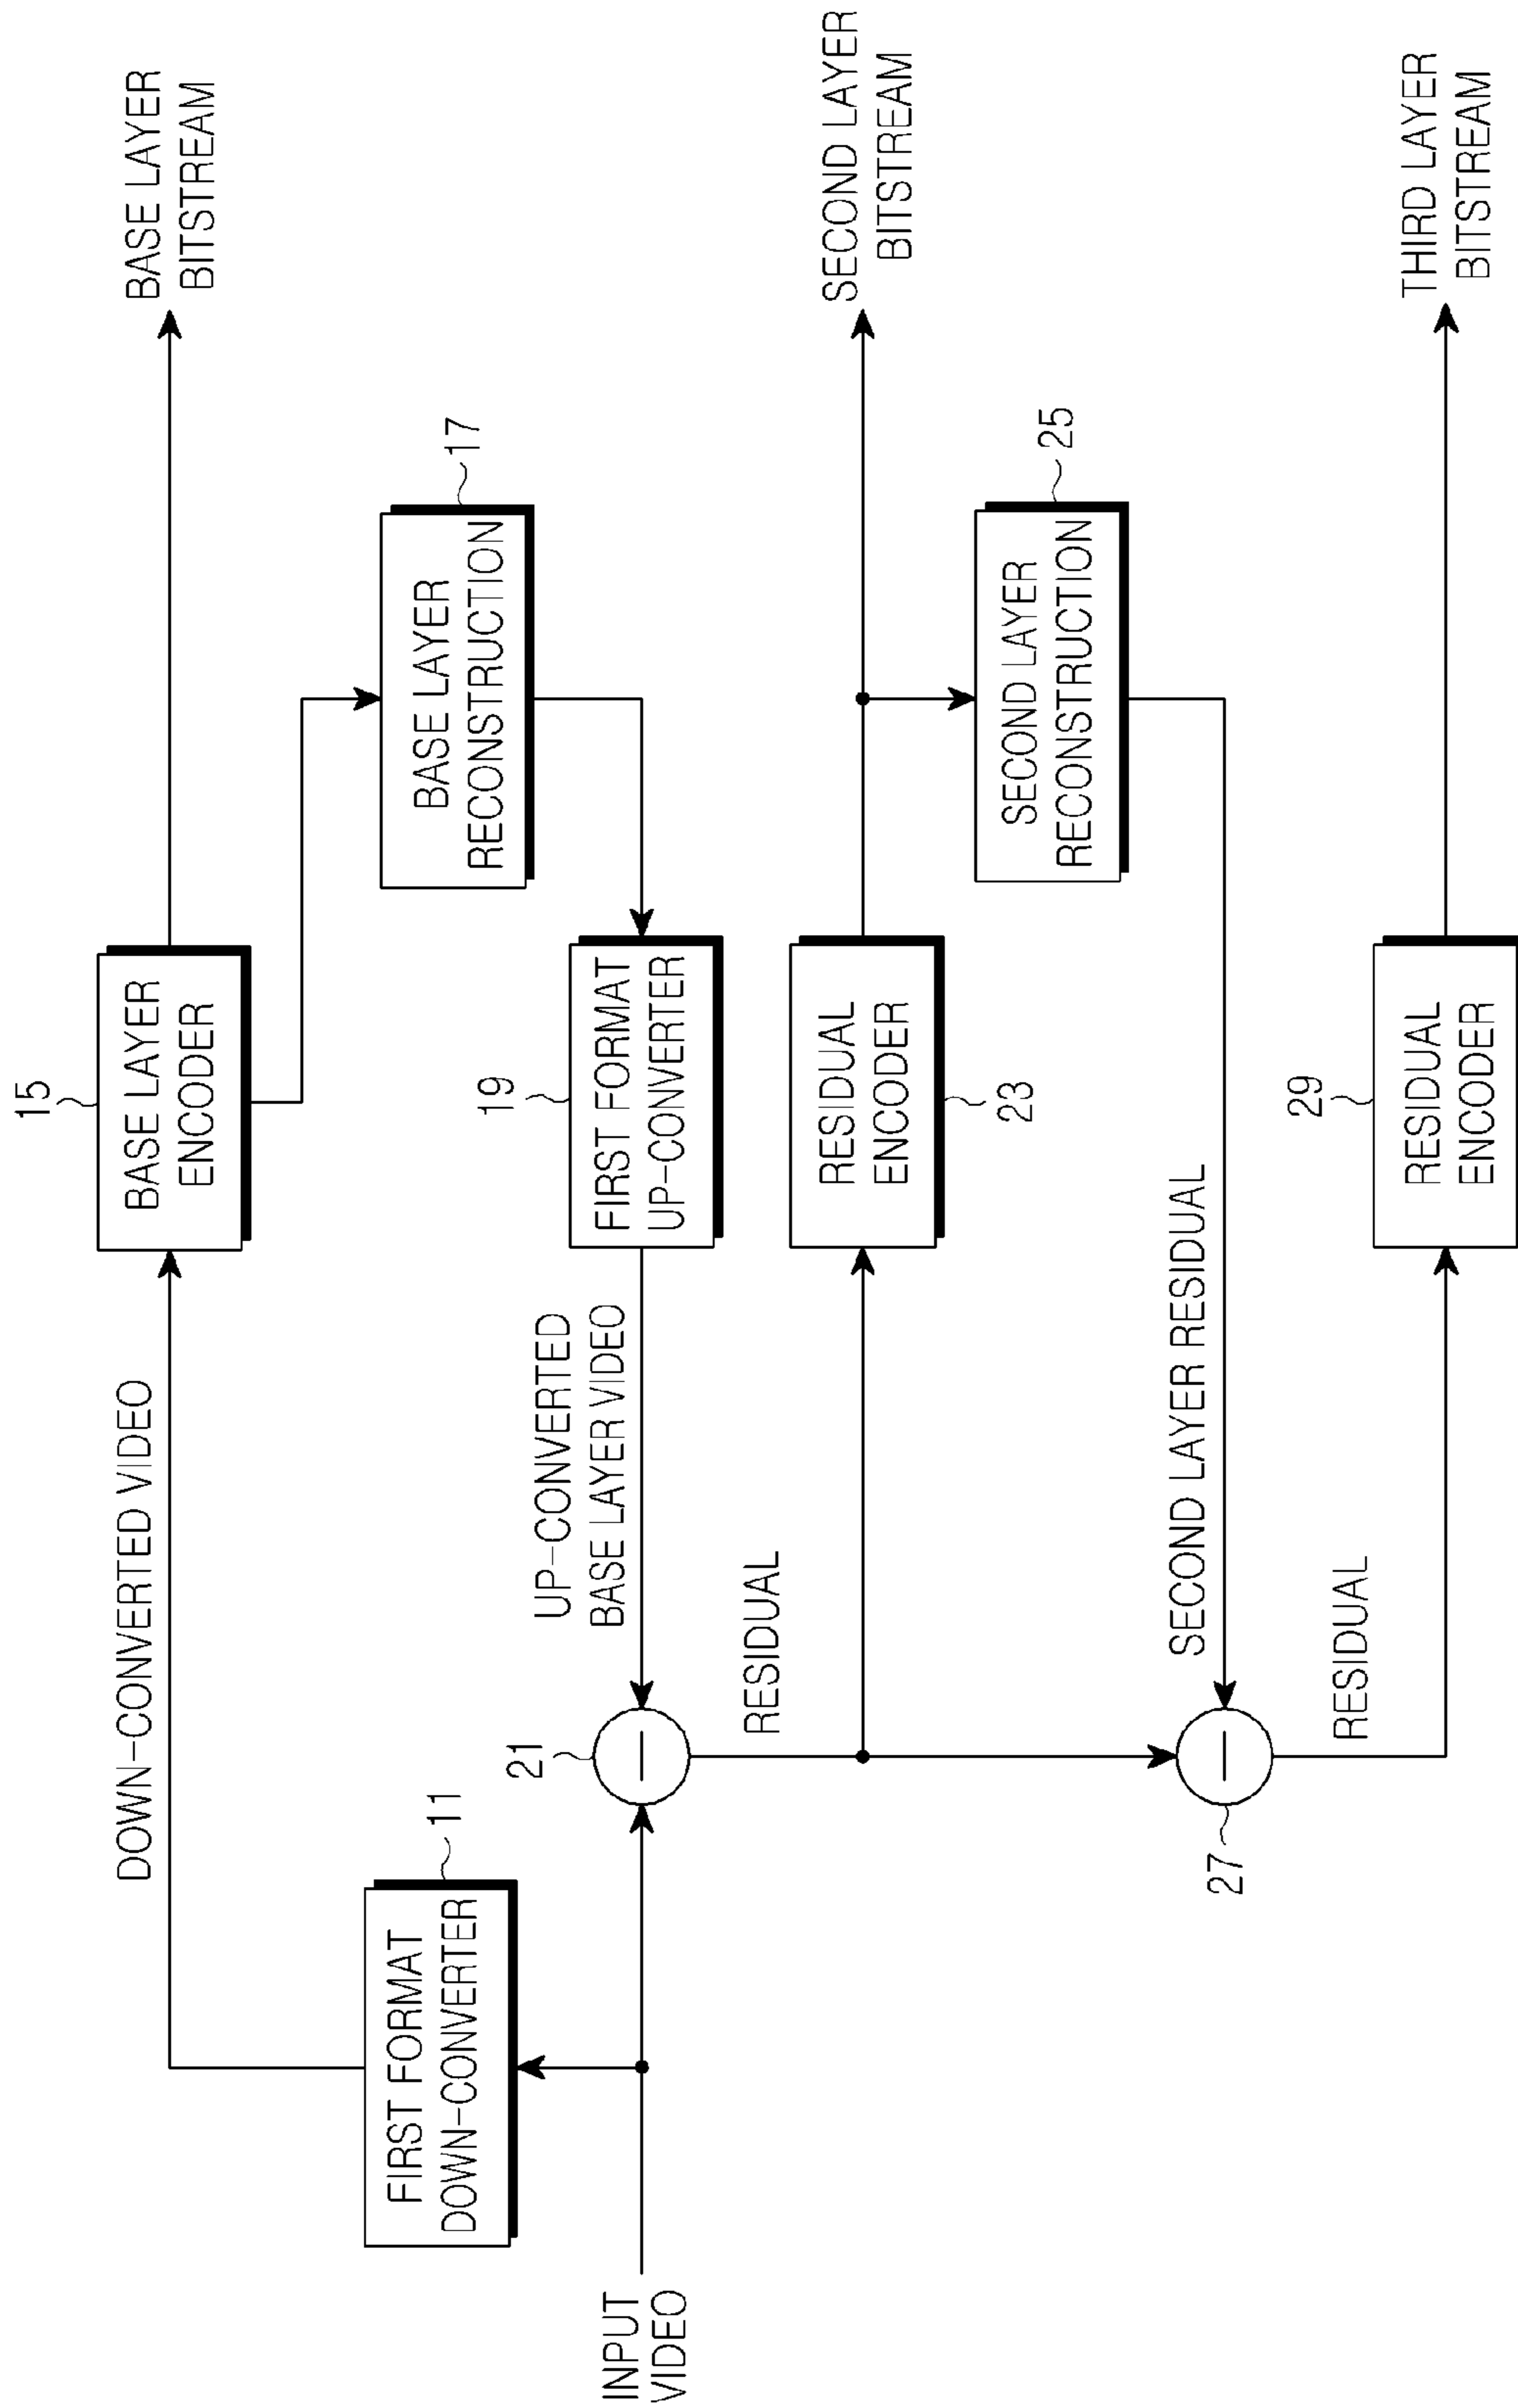 DOWN-CONVERTED VIDEO
15
BASE LAYER
ENCODER
BASE LAYER
BITSTREAM
FIRST FORMAT
DOWN-CONVERTER
11
BASE LAYER
RECONSTRUCTION
17
INPUT
VIDEO
21
UP-CONVERTED
BASE LAYER VIDEO
19
FIRST FORMAT
UP-CONVERTER
RESIDUAL
RESIDUAL
ENCODER
23
SECOND LAYER
BITSTREAM
SECOND LAYER
RECONSTRUCTION
25
27
SECOND LAYER RESIDUAL
RESIDUAL
29
RESIDUAL
ENCODER
THIRD LAYER
BITSTREAM